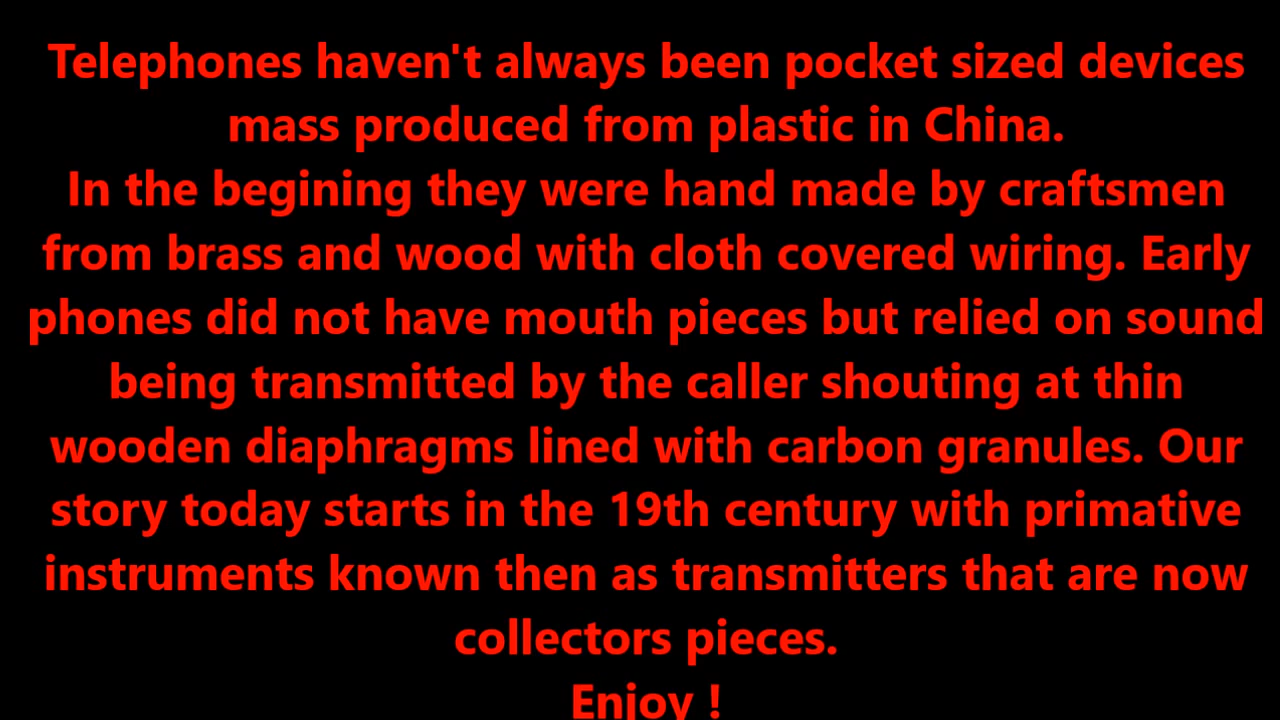 Telephones haven't always been pocket sized devices
mass produced from plastic in China.
In the begining they were hand made by craftsmen
from brass and wood with cloth covered wiring. Early
phones did not have mouth pieces but relied on sound
being transmitted by the caller shouting at thin
wooden diaphragms lined with carbon granules. Our
story today starts in the 19th century with primative
instruments known then as transmitters that are now
collectors pieces.
Enjoy !